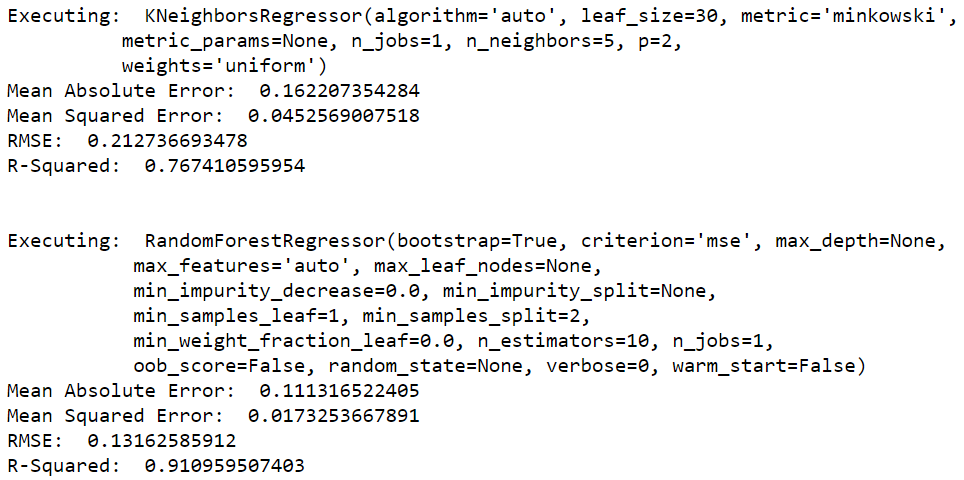 Executing:  KNeighborsRegressor(algorithm='auto', leaf_size=30, metric='minkowski',
metric_params=None, n_jobs=1, n_neighbors=5, p=2,
weights='uniform')
Mean Absolute Error:  0.162207354284
Mean Squared Error:  0.0452569007518
RMSE:  0.212736693478
R-Squared:  0.767410595954
Executing:  RandomForestRegressor(bootstrap=True, criterion='mse', max_depth=None,
max_features='auto', max_leaf_nodes=None,
min_impurity_decrease=0.0, min_impurity_split=None,
min_samples_leaf=1, min_samples_split=2,
min_weight_fraction_leaf=0.0, n_estimators=10, n_jobs=1,
oob_score=False, random_state=None, verbose=0, warm_start=False)
Mean Absolute Error:  0.111316522405
Mean Squared Error:  0.0173253667891
RMSE:  0.13162585912
R-Squared:  0.910959507403